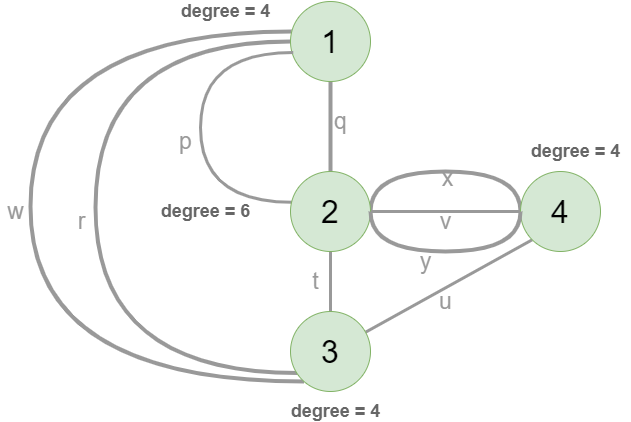 degree = 4
1
q
p
degree = 4
x
degree = 6
2
4
w
r
v
y
t
u
3
degree = 4